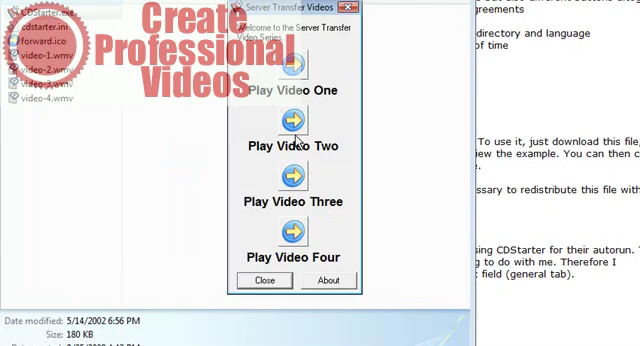 Server Transfer Videos
Welcome to the Server Transfer
Video Series
Play Video One
Play Video Two
Play Video Three
Play Video Four
Close
About
Create
Professional
Videos
CDStarter.exe
cdstarter.ini
forward.ico
video-1.wmv
video-2.wmv
video-3.wmv
video-4.wmv
Date modified: 5/14/2002 6:56 PM
Size: 180 KB
directory and language
of time
To use it, just download this file,
view the example. You can then
ssary to redistribute this file with
sing CDStarter for their autorun.
g to do with me. Therefore I
field (general tab).